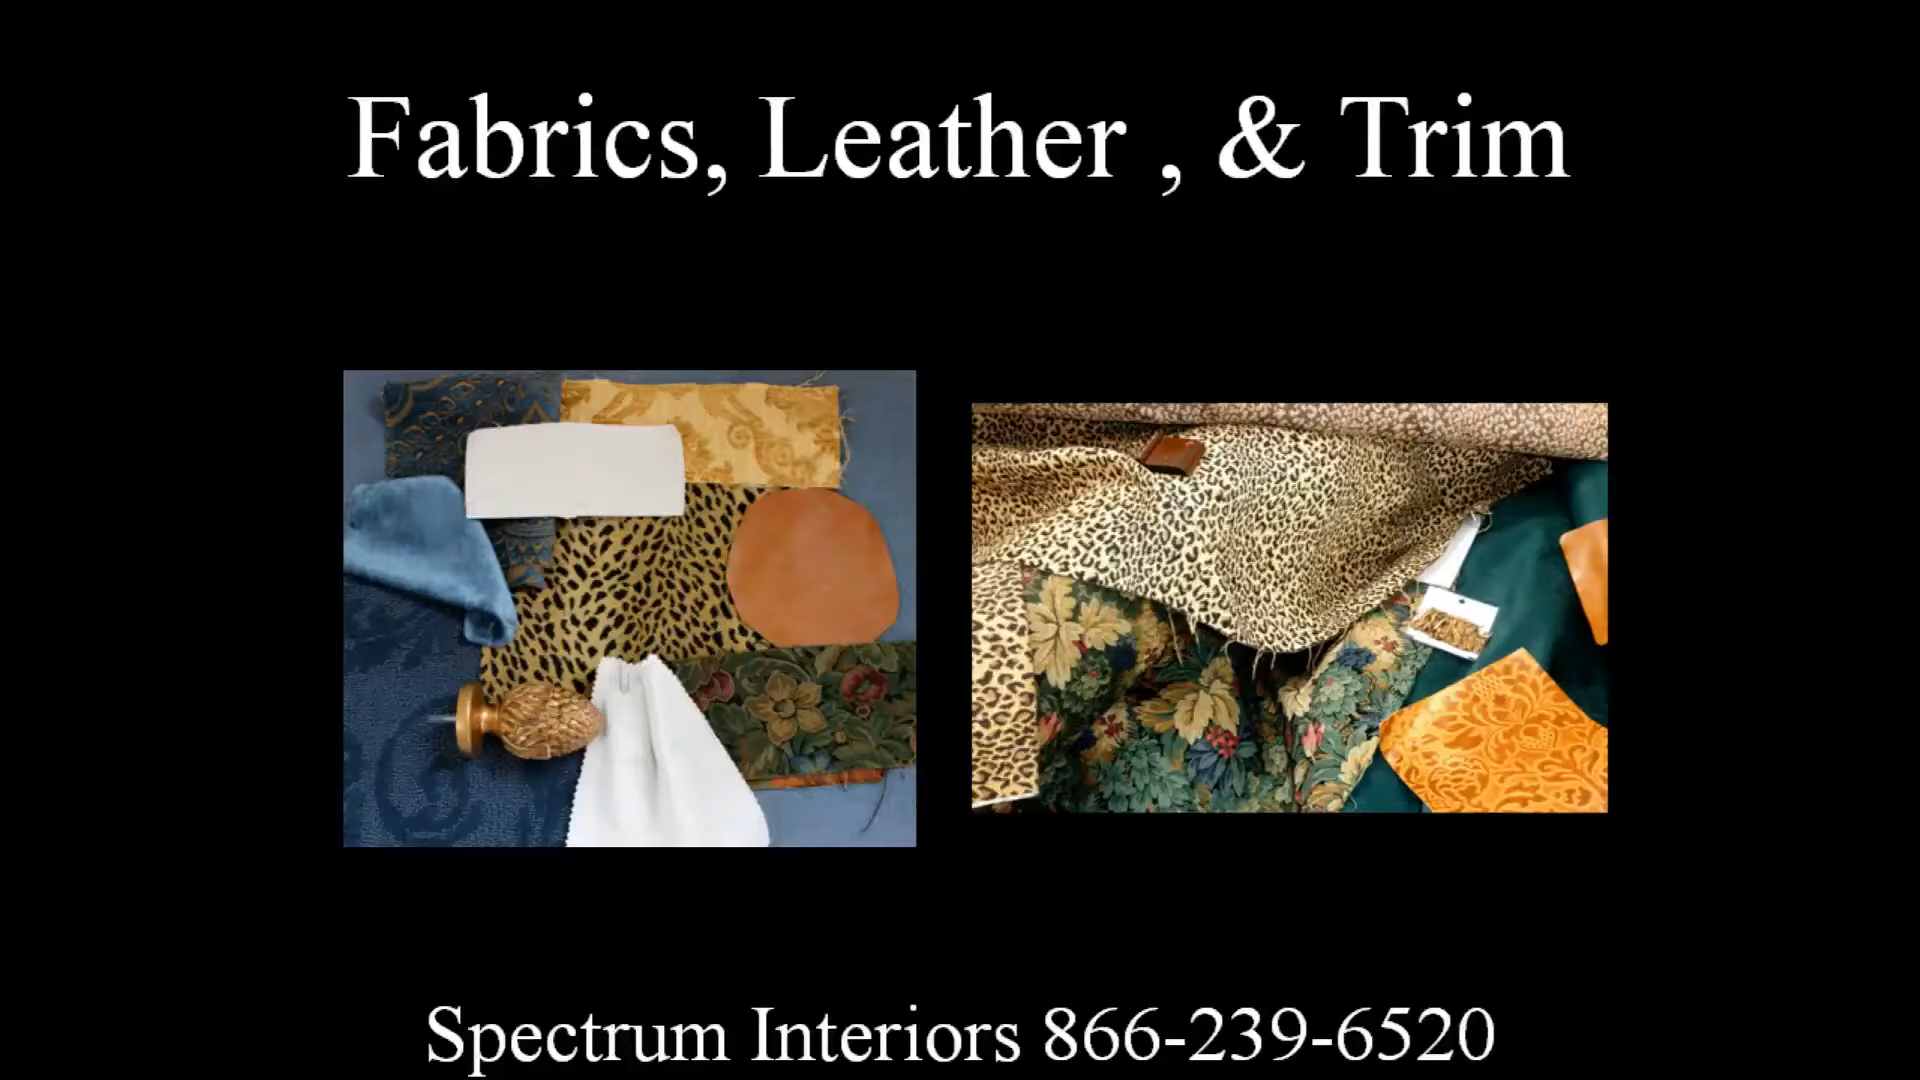 Fabrics, Leather , & Trim
Spectrum Interiors 866-239-6520